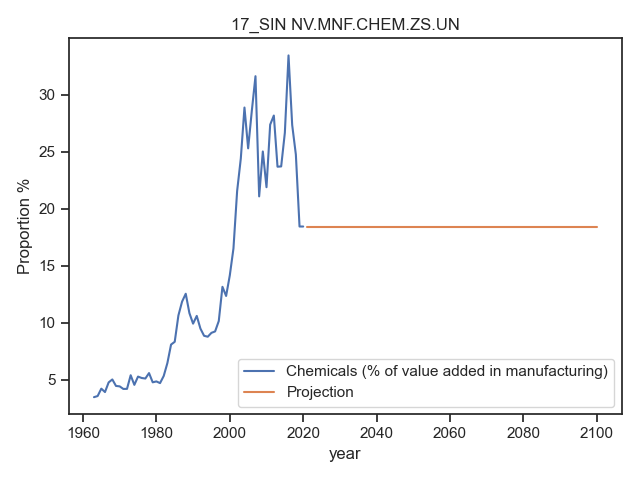 17_SIN NV.MNF.CHEM.ZS.UN
Proportion %
30
25
20
15
10
5
Chemicals (% of value added in manufacturing)
Projection
1960 1980 2000 2020 2040 2060 2080 2100
year